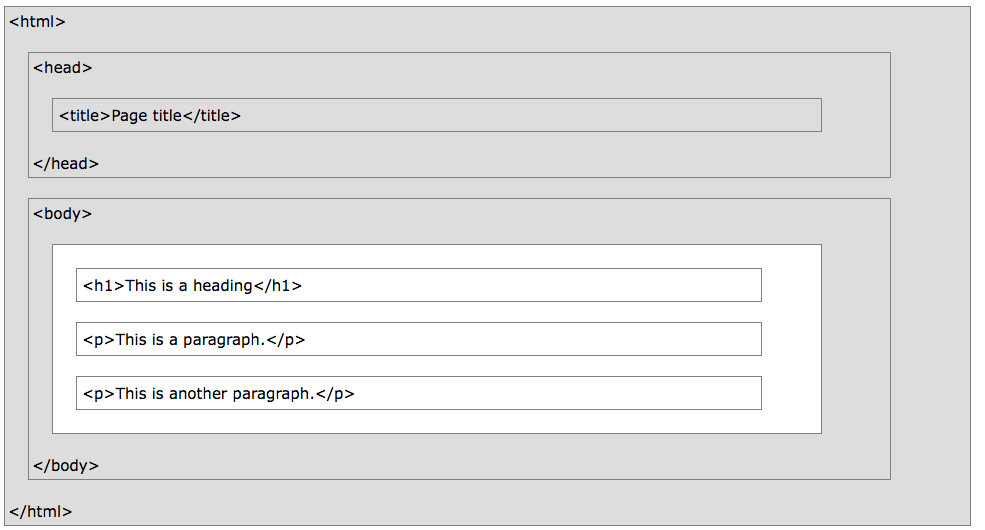 <html>
<head>
<title>Page title</title>
</head>
<body>
<h1>This is a heading</h1>
<p>This is a paragraph.</p>
<p>This is another paragraph.</p>
</body>
</html>